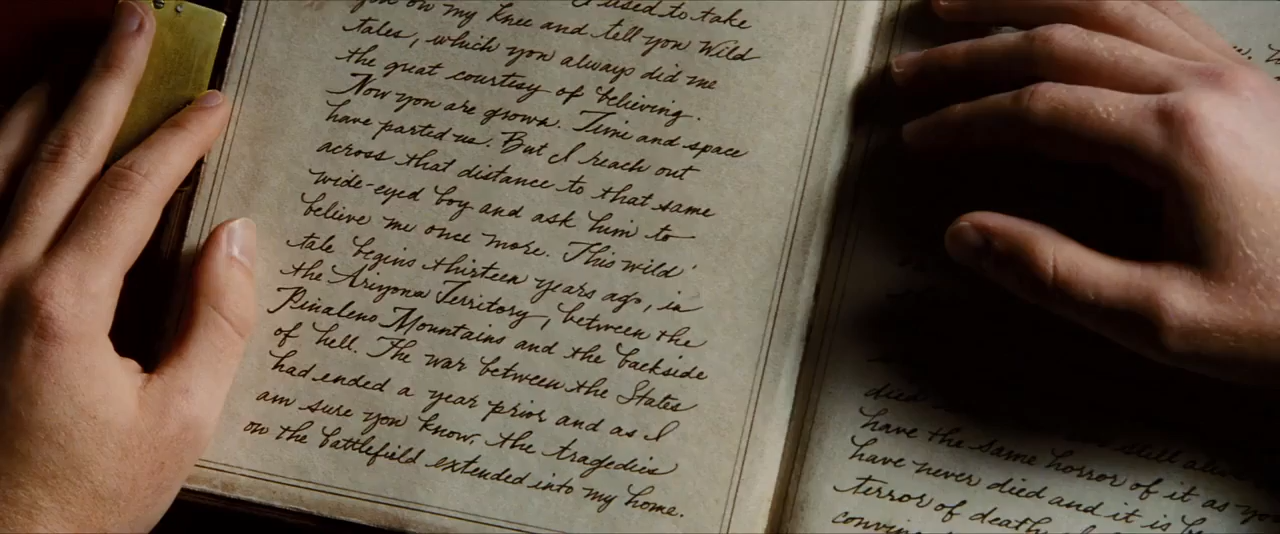 you on my knee and tell you Wild
used to take
tales, which you always did me
the great courtesy of believing.
Now you are grown. Time and space
have parted us. But I reach out
across that distance to that same
wide-eyed boy and ask him to
believe me once more. This wild
tale begins thirteen years ago, in
the Arizona Territory, between the
Pinaleno Mountains and the backside
of hell. The war between the States
had ended a year prior and as I
am sure you know, the tragedies
on the battlefield extended into my home.
died
still
have the same horror of it as you
have never died and it is
terror of death